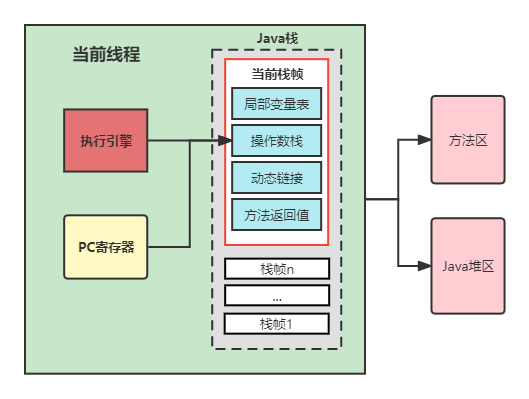 Java栈
当前线程
当前栈帧
局部变量表
执行引擎
操作数栈
方法区
动态链接
方法返回值
PC寄存器
栈帧n
Java堆区
...
栈帧1